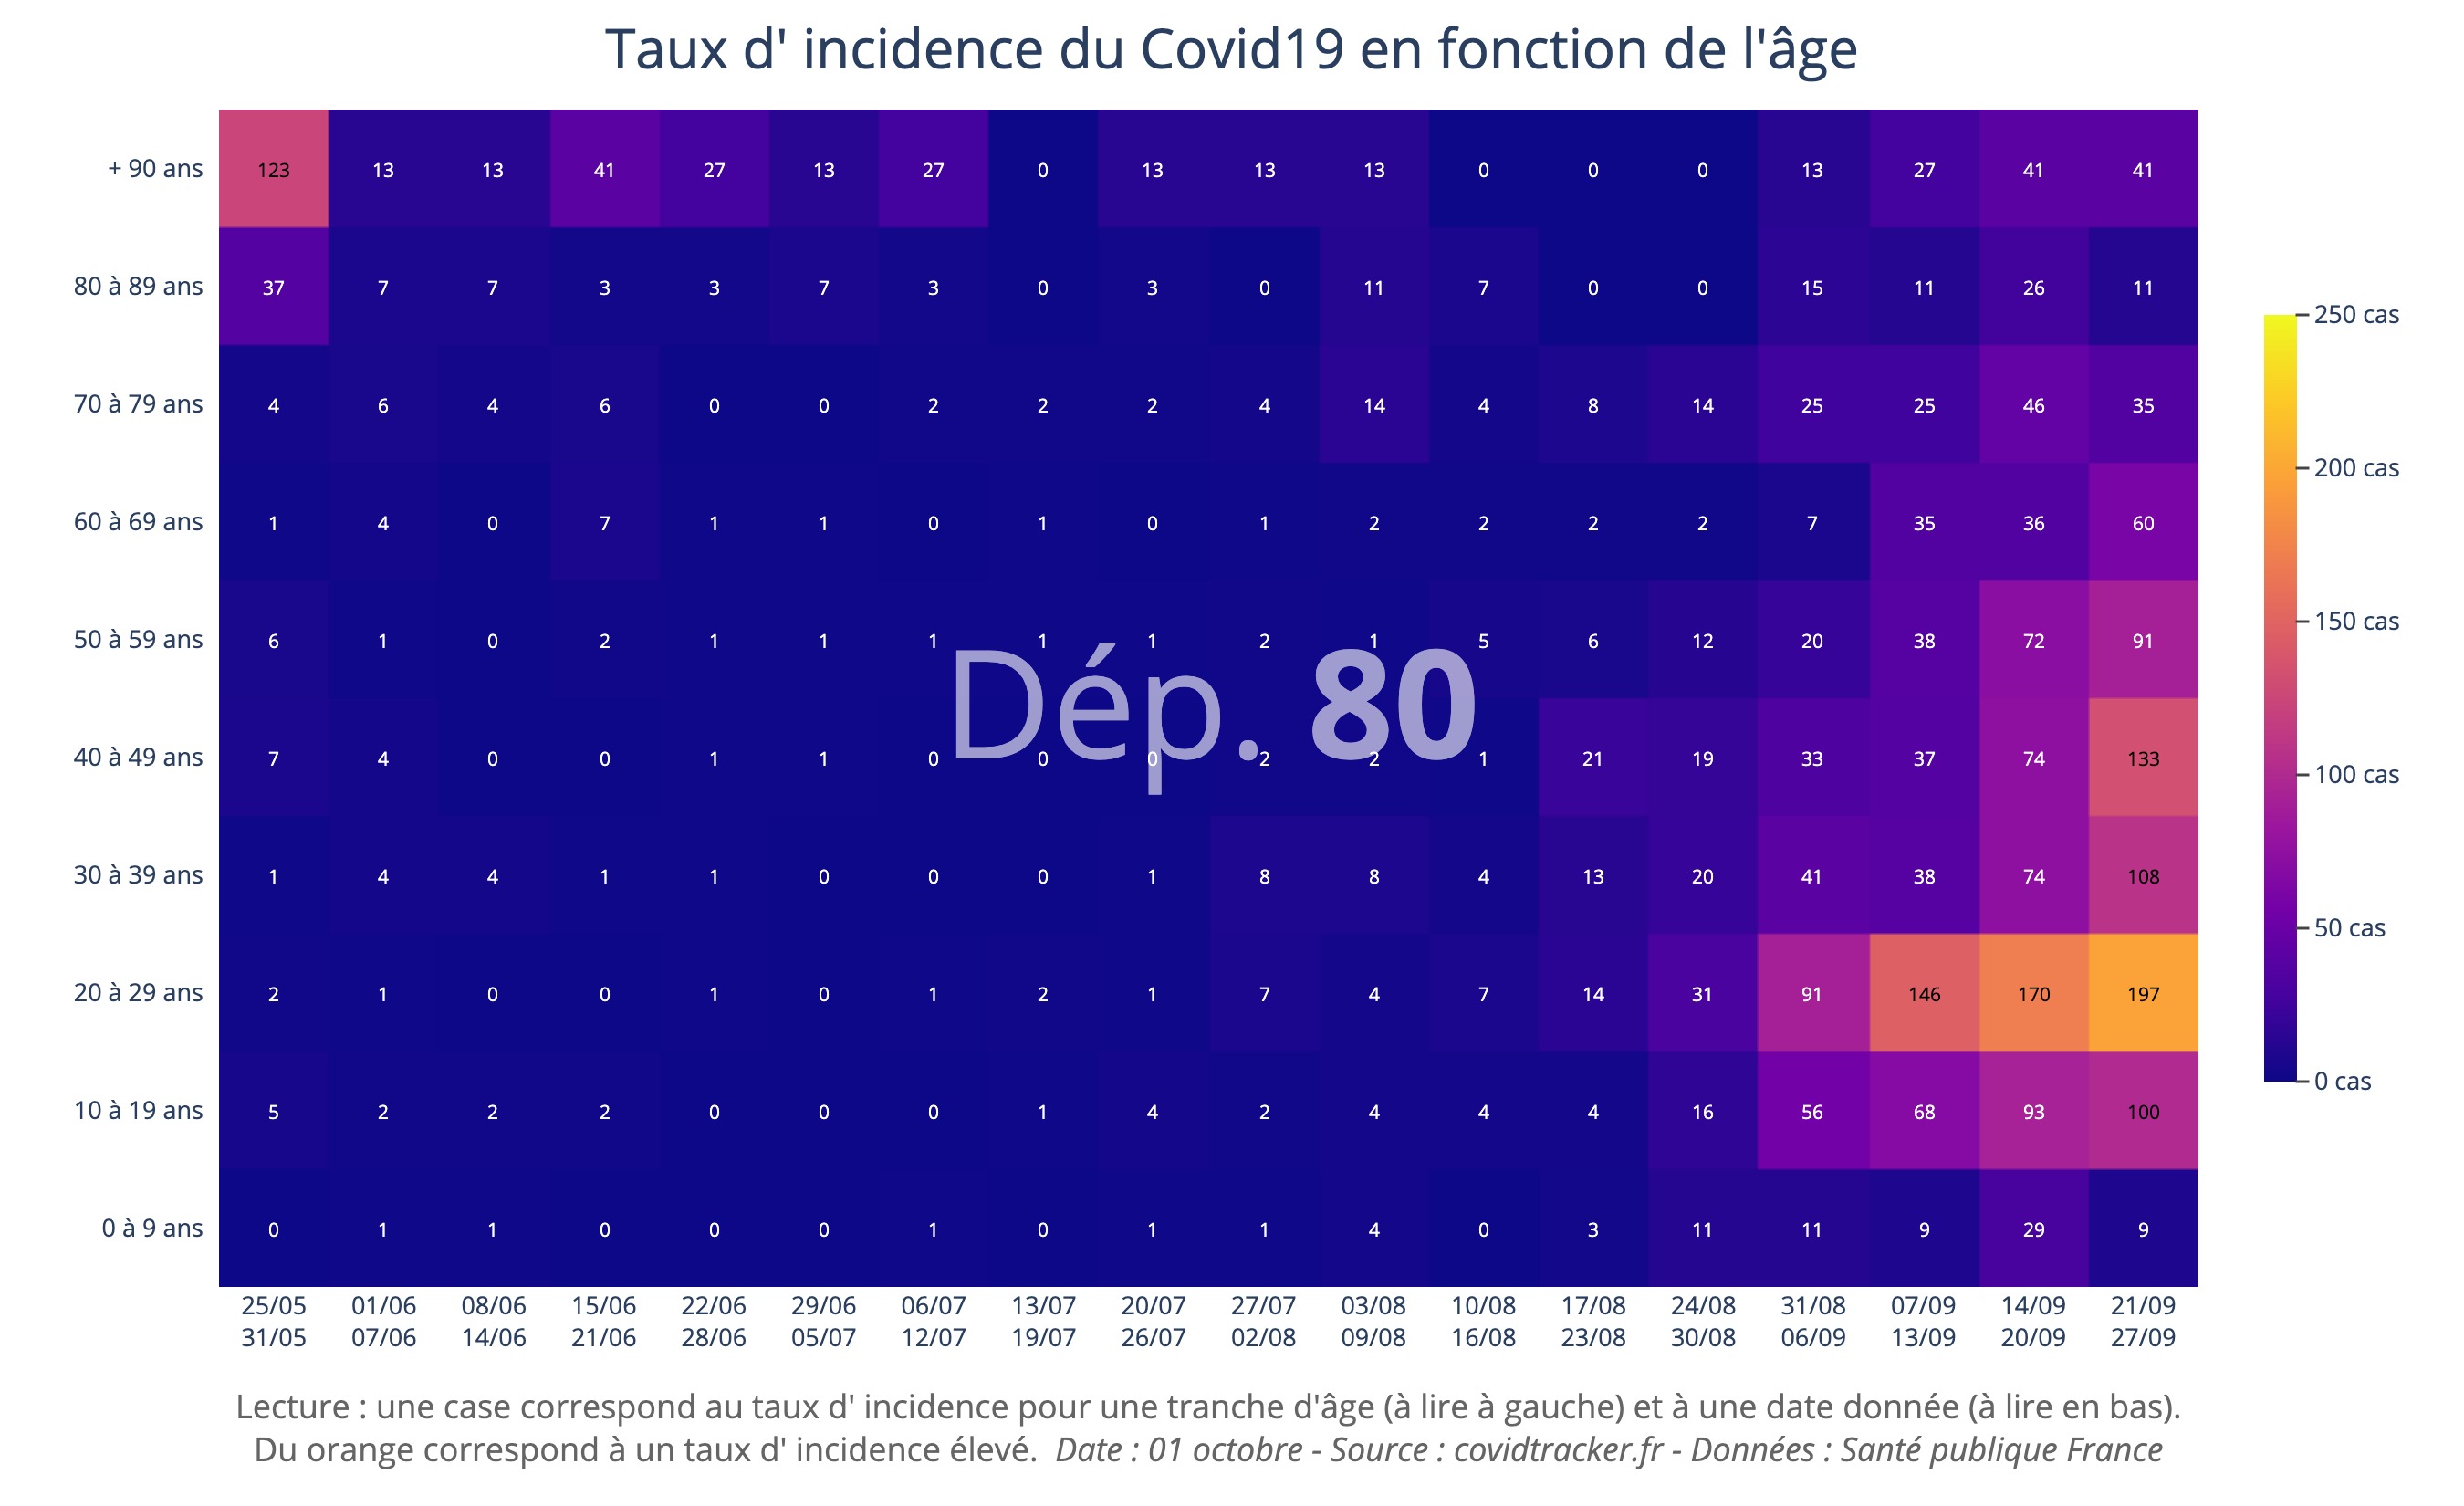 Taux d' incidence du Covid19 en fonction de l'âge
+ 90 ans 123 13 13 41 27 13 27 0 13 13 13 0 0 0 13 27 41 41
80 à 89 ans 37 7 7 3 3 7 3 0 3 0 11 7 0 0 15 11 26 11
70 à 79 ans 4 6 4 6 0 0 2 2 2 4 14 4 8 14 25 25 46 35
60 à 69 ans 1 4 0 7 1 1 0 1 0 1 2 2 2 2 7 35 36 60
50 à 59 ans 6 1 0 2 1 1 1 1 1 2 1 5 6 12 20 38 72 91
Dép. 80
40 à 49 ans 7 4 0 0 1 1 0 0 0 2 2 1 21 19 33 37 74 133
30 à 39 ans 1 4 4 1 1 0 0 0 1 8 8 4 13 20 41 38 74 108
20 à 29 ans 2 1 0 0 1 0 1 2 1 7 4 7 14 31 91 146 170 197
10 à 19 ans 5 2 2 2 0 0 0 1 4 2 4 4 4 16 56 68 93 100
0 à 9 ans 0 1 1 0 0 0 1 0 1 1 4 0 3 11 11 9 29 9
25/05 01/06 08/06 15/06 22/06 29/06 06/07 13/07 20/07 27/07 03/08 10/08 17/08 24/08 31/08 07/09 14/09 21/09
31/05 07/06 14/06 21/06 28/06 05/07 12/07 19/07 26/07 02/08 09/08 16/08 23/08 30/08 06/09 13/09 20/09 27/09
250 cas
200 cas
150 cas
100 cas
50 cas
0 cas
Lecture : une case correspond au taux d' incidence pour une tranche d'âge (à lire à gauche) et à une date donnée (à lire en bas).
Du orange correspond à un taux d' incidence élevé. Date : 01 octobre - Source : covidtracker.fr - Données : Santé publique France